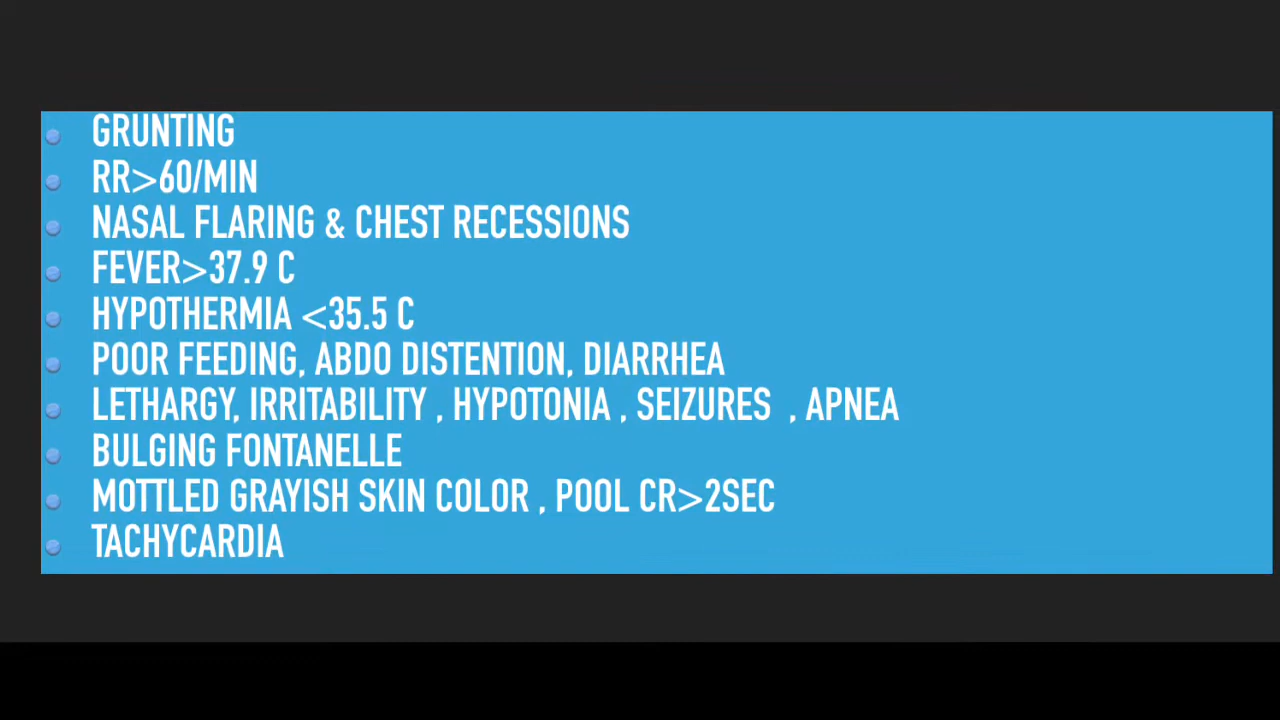 GRUNTING
RR>60/MIN
NASAL FLARING & CHEST RECESSIONS
FEVER>37.9 C
HYPOTHERMIA <35.5 C
POOR FEEDING, ABDO DISTENTION, DIARRHEA
LETHARGY, IRRITABILITY , HYPOTONIA , SEIZURES , APNEA
BULGING FONTANELLE
MOTTLED GRAYISH SKIN COLOR , POOL CR>2SEC
TACHYCARDIA